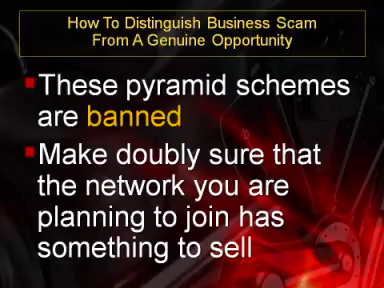 How To Distinguish Business Scam
From A Genuine Opportunity
These pyramid schemes
are banned
Make doubly sure that
the network you are
planning to join has
something to sell